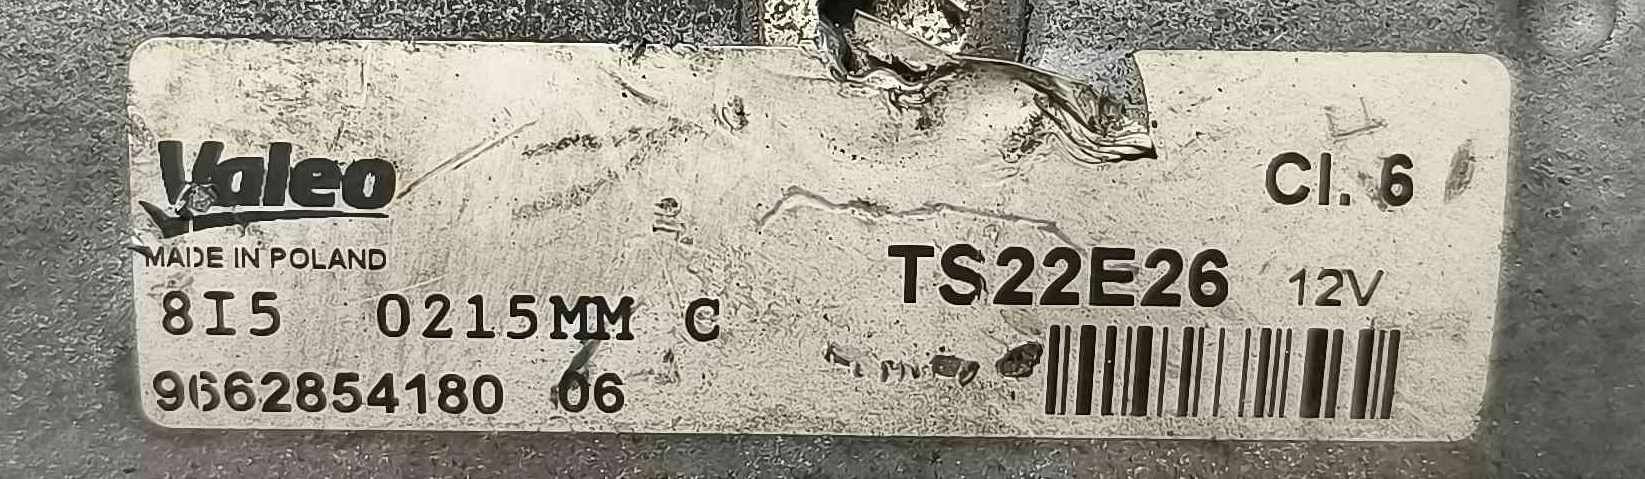 Valeo
MADE IN POLAND
Cl. 6
TS22E26 12V
8I5 0215MM C
9662854180 06